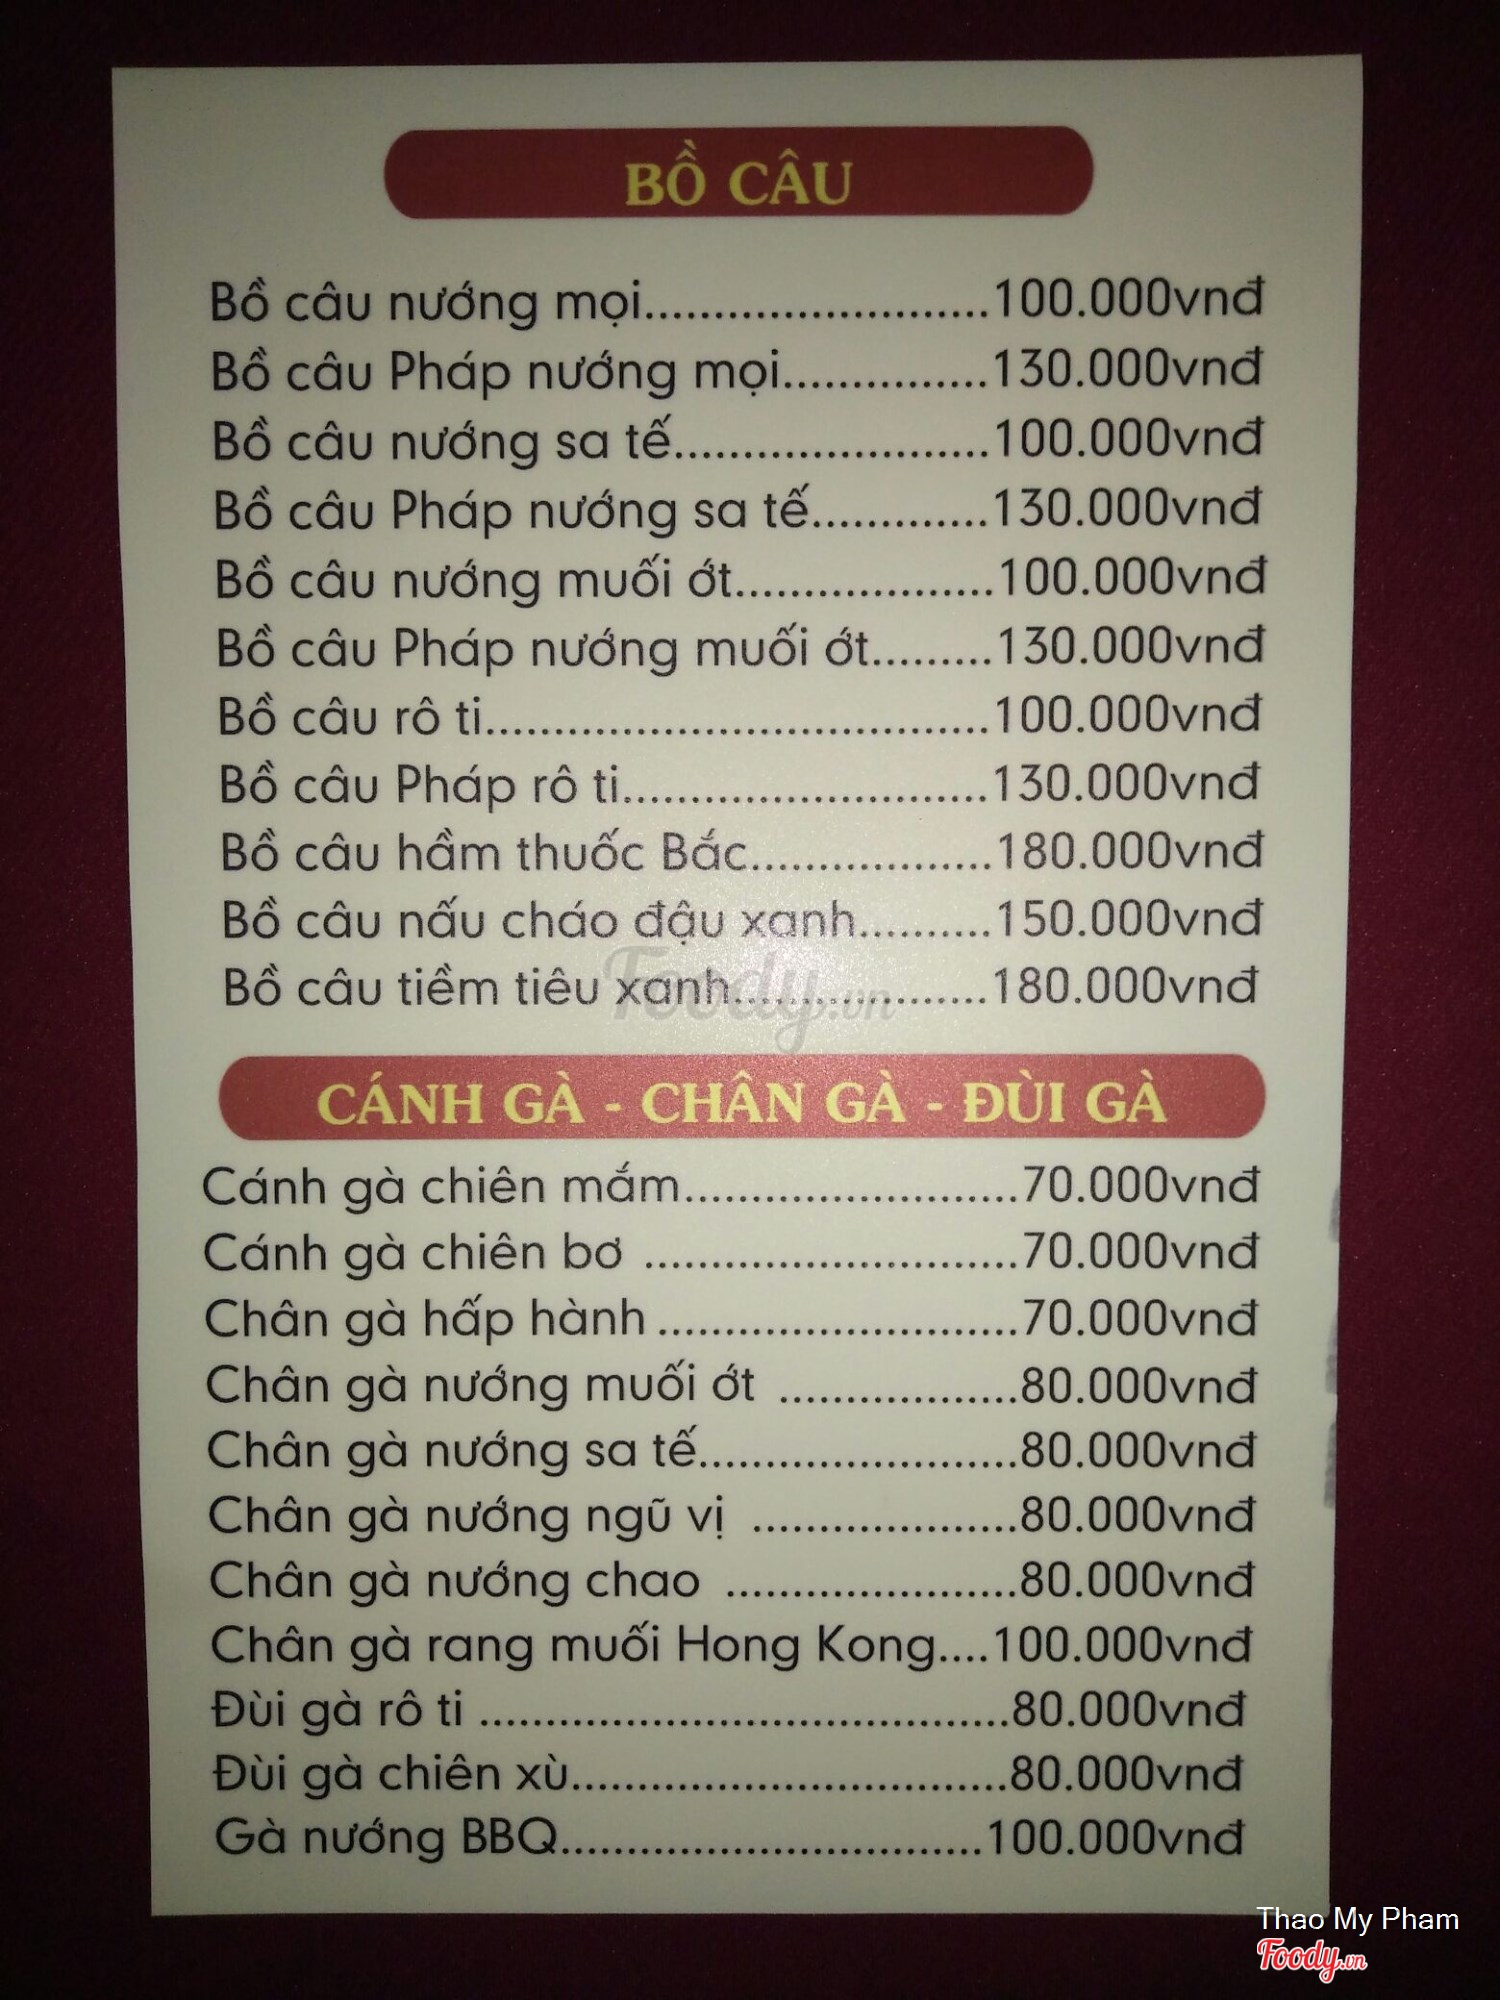 BỒ CÂU
Bồ câu nướng mọi.........................100.000vnđ
Bồ câu Pháp nướng mọi...............130.000vnđ
Bồ câu nướng sa tế.......................100.000vnđ
Bồ câu Pháp nướng sa tế.............130.000vnđ
Bồ câu nướng muối ớt...................100.000vnđ
Bồ câu Pháp nướng muối ớt.........130.000vnđ
Bồ câu rô ti.....................................100.000vnđ
Bồ câu Pháp rô ti...........................130.000vnđ
Bồ câu hầm thuốc Bắc..................180.000vnđ
Bồ câu nấu cháo đậu xanh..........150.000vnđ
Bồ câu tiềm tiêu xanh...................180.000vnđ
Foody.vn
CÁNH GÀ - CHÂN GÀ - ĐÙI GÀ
Cánh gà chiên mắm.........................70.000vnđ
Cánh gà chiên bơ ............................70.000vnđ
Chân gà hấp hành ...........................70.000vnđ
Chân gà nướng muối ớt ..................80.000vnđ
Chân gà nướng sa tế........................80.000vnđ
Chân gà nướng ngũ vị ....................80.000vnđ
Chân gà nướng chao ......................80.000vnđ
Chân gà rang muối Hong Kong....100.000vnđ
Đùi gà rô ti ........................................80.000vnđ
Đùi gà chiên xù.................................80.000vnđ
Gà nướng BBQ................................100.000vnđ
Thao My Pham
Foody.vn